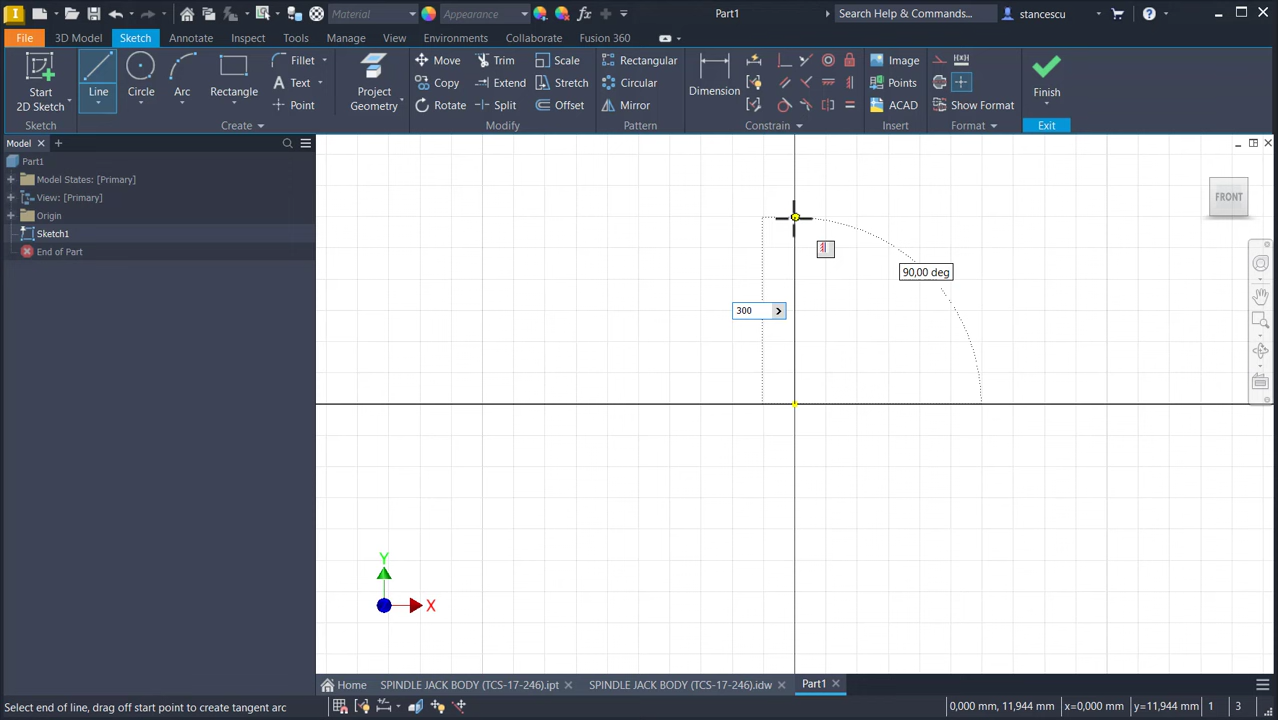 Material
Appearance
Part1
Search Help & Commands...
stancescu
File
3D Model
Sketch
Annotate
Inspect
Tools
Manage
View
Environments
Collaborate
Fusion 360
Start
2D Sketch
Line
Circle
Arc
Rectangle
Fillet
Text
Point
Project
Geometry
Move
Trim
Scale
Copy
Extend
Stretch
Rotate
Split
Offset
Rectangular
Circular
Mirror
Dimension
Image
Points
ACAD
Show Format
Finish
Sketch
Create
Modify
Pattern
Constrain
Insert
Format
Exit
Model
Part1
Model States: [Primary]
View: [Primary]
Origin
Sketch1
End of Part
FRONT
90,00 deg
300
Y
X
Home
SPINDLE JACK BODY (TCS-17-246).ipt
SPINDLE JACK BODY (TCS-17-246).idw
Part1
Select end of line, drag off start point to create tangent arc
0,000 mm, 11,944 mm
x=0,000 mm
y=11,944 mm
1
3